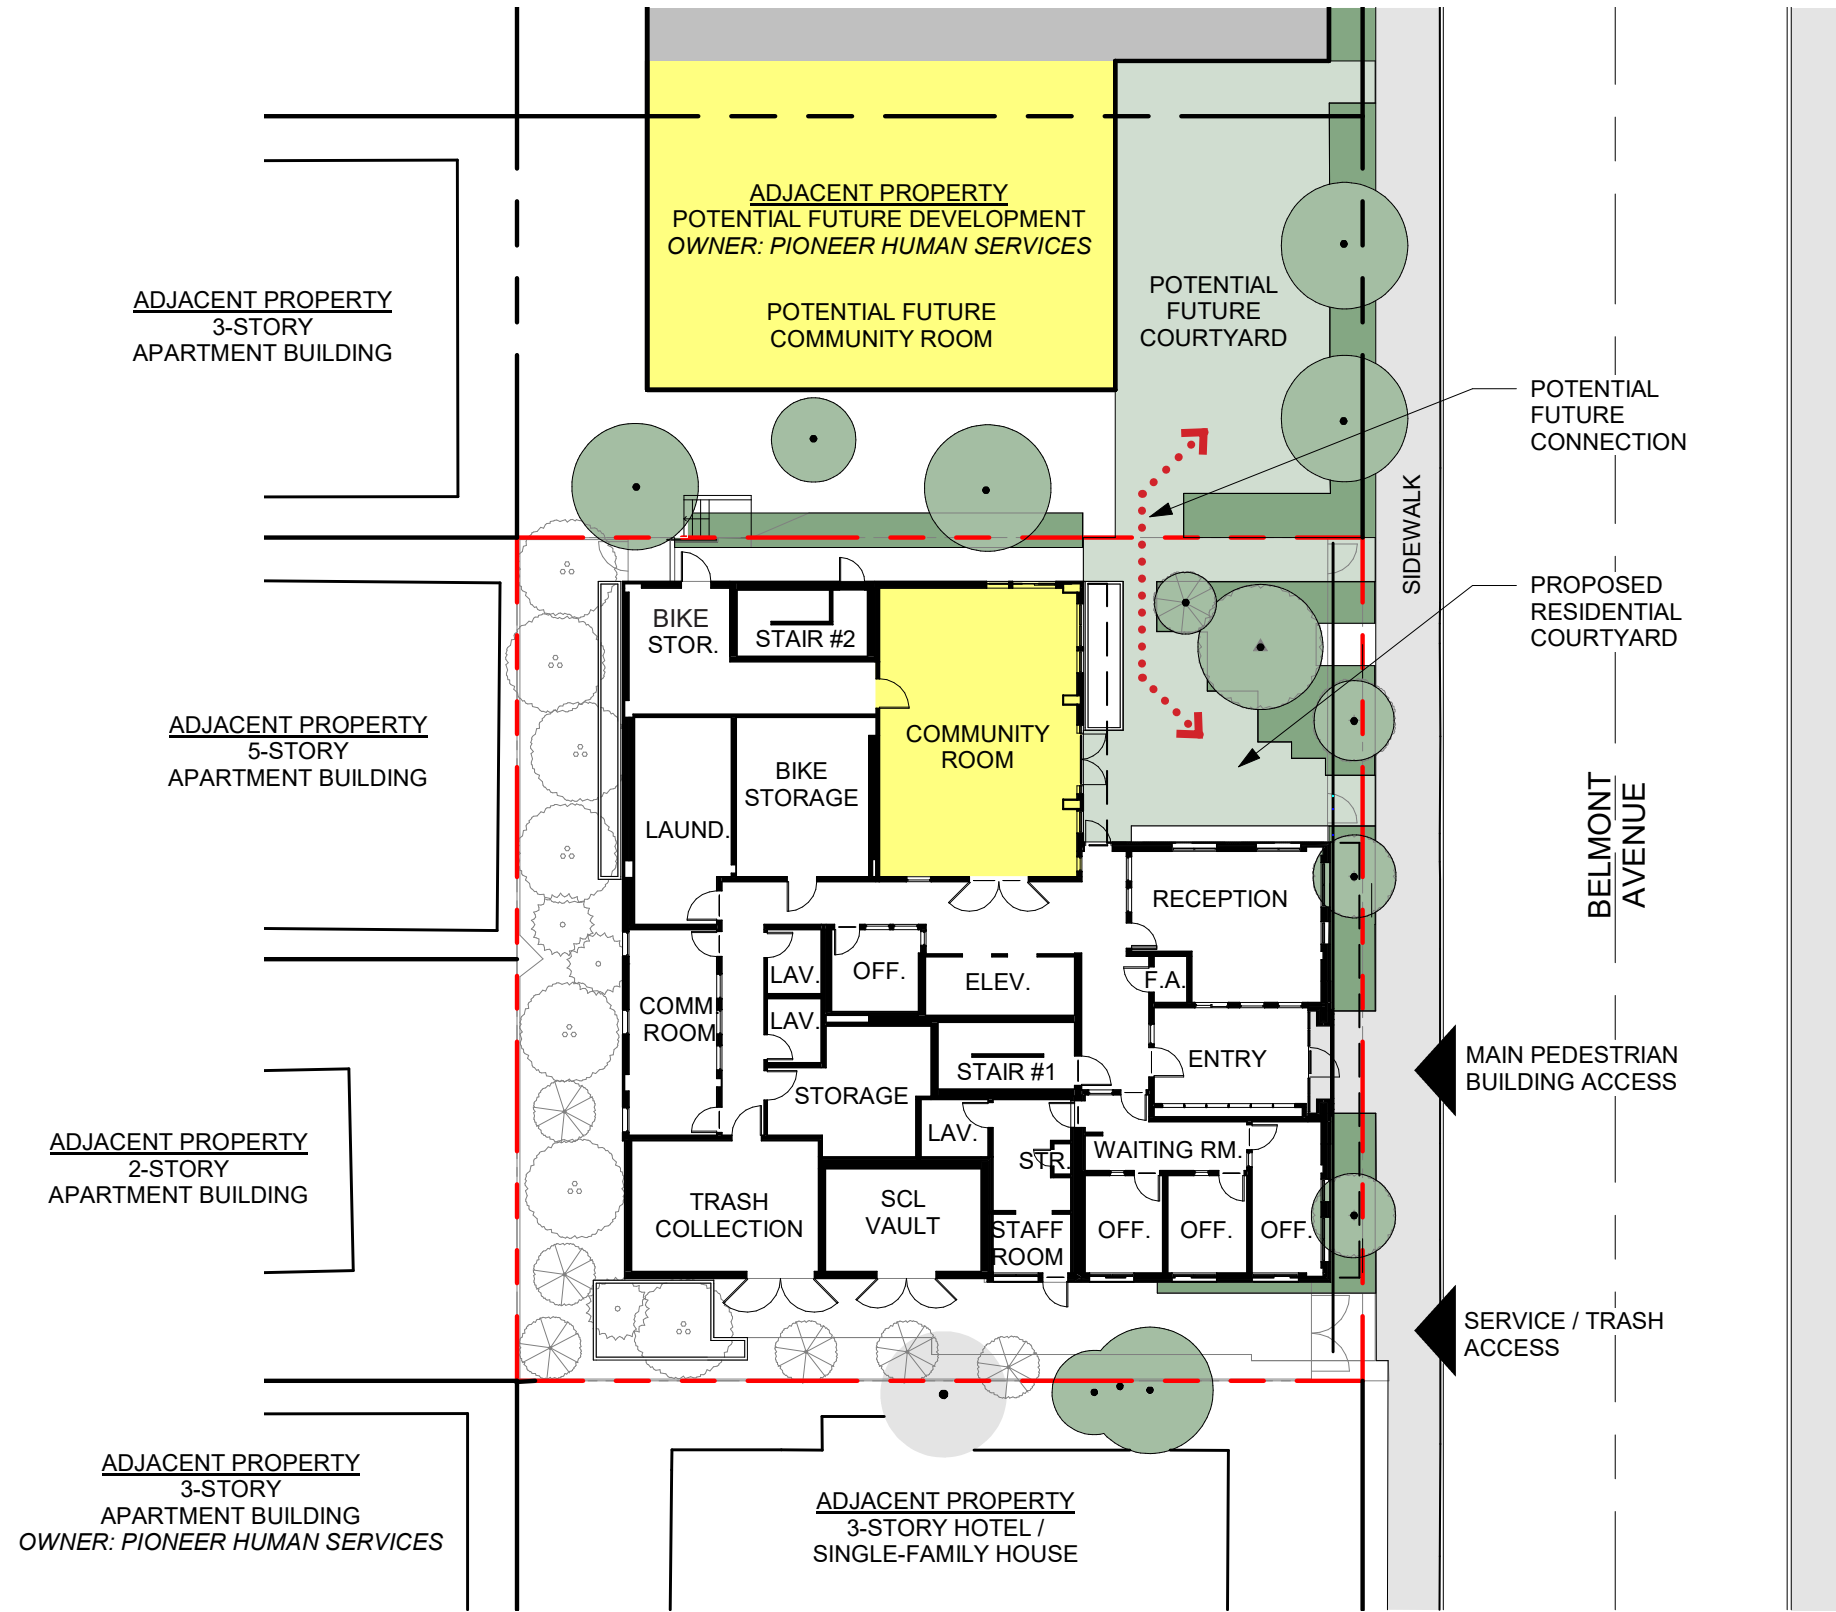 ADJACENT PROPERTY
POTENTIAL FUTURE DEVELOPMENT
OWNER: PIONEER HUMAN SERVICES
POTENTIAL FUTURE
COMMUNITY ROOM
POTENTIAL
FUTURE
COURTYARD
ADJACENT PROPERTY
3-STORY
APARTMENT BUILDING
POTENTIAL
FUTURE
CONNECTION
SIDEWALK
PROPOSED
RESIDENTIAL
COURTYARD
BIKE
STOR.
STAIR #2
COMMUNITY
ROOM
ADJACENT PROPERTY
5-STORY
APARTMENT BUILDING
BIKE
STORAGE
LAUND.
BELMONT
AVENUE
RECEPTION
LAV.
OFF.
ELEV.
F.A.
COMM.
ROOM
LAV.
ENTRY
STAIR #1
STORAGE
MAIN PEDESTRIAN
BUILDING ACCESS
LAV.
STR.
WAITING RM.
ADJACENT PROPERTY
2-STORY
APARTMENT BUILDING
TRASH
COLLECTION
SCL
VAULT
STAFF
ROOM
OFF.
OFF.
OFF.
SERVICE / TRASH
ACCESS
ADJACENT PROPERTY
3-STORY
APARTMENT BUILDING
OWNER: PIONEER HUMAN SERVICES
ADJACENT PROPERTY
3-STORY HOTEL /
SINGLE-FAMILY HOUSE